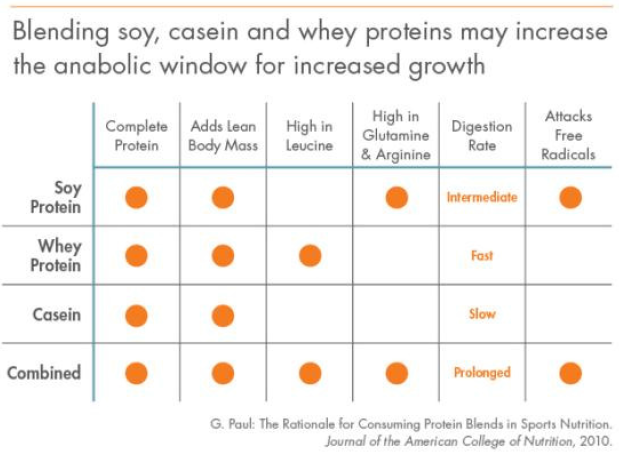 Blending soy, casein and whey proteins may increase
the anabolic window for increased growth
Complete
Protein
Adds Lean
Body Mass
High in
Leucine
High in
Glutamine
& Arginine
Digestion
Rate
Attacks
Free
Radicals
Soy
Protein
Intermediate
Whey
Protein
Fast
Casein
Slow
Combined
Prolonged
G. Paul: The Rationale for Consuming Protein Blends in Sports Nutrition.
Journal of the American College of Nutrition, 2010.